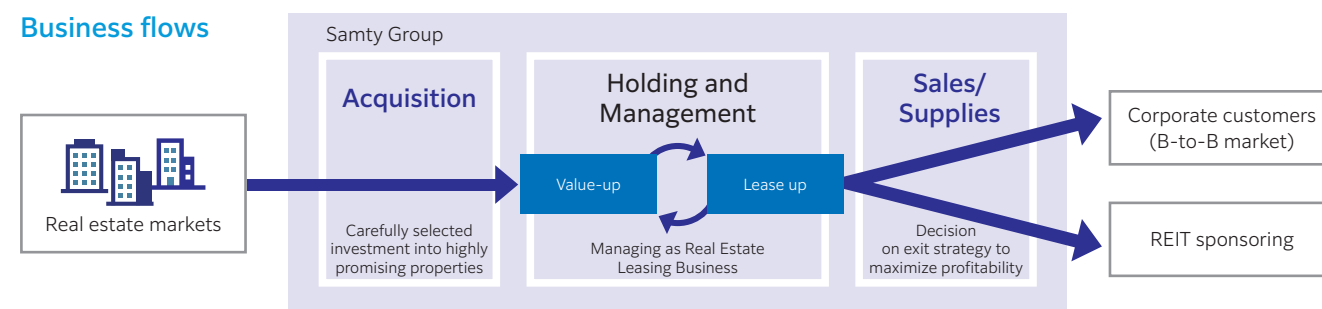 Business flows
Samty Group
Real estate markets
Acquisition
Carefully selected
investment into highly
promising properties
Holding and
Management
Value-up
Lease up
Managing as Real Estate
Leasing Business
Sales/
Supplies
Decision
on exit strategy to
maximize profitability
Corporate customers
(B-to-B market)
REIT sponsoring